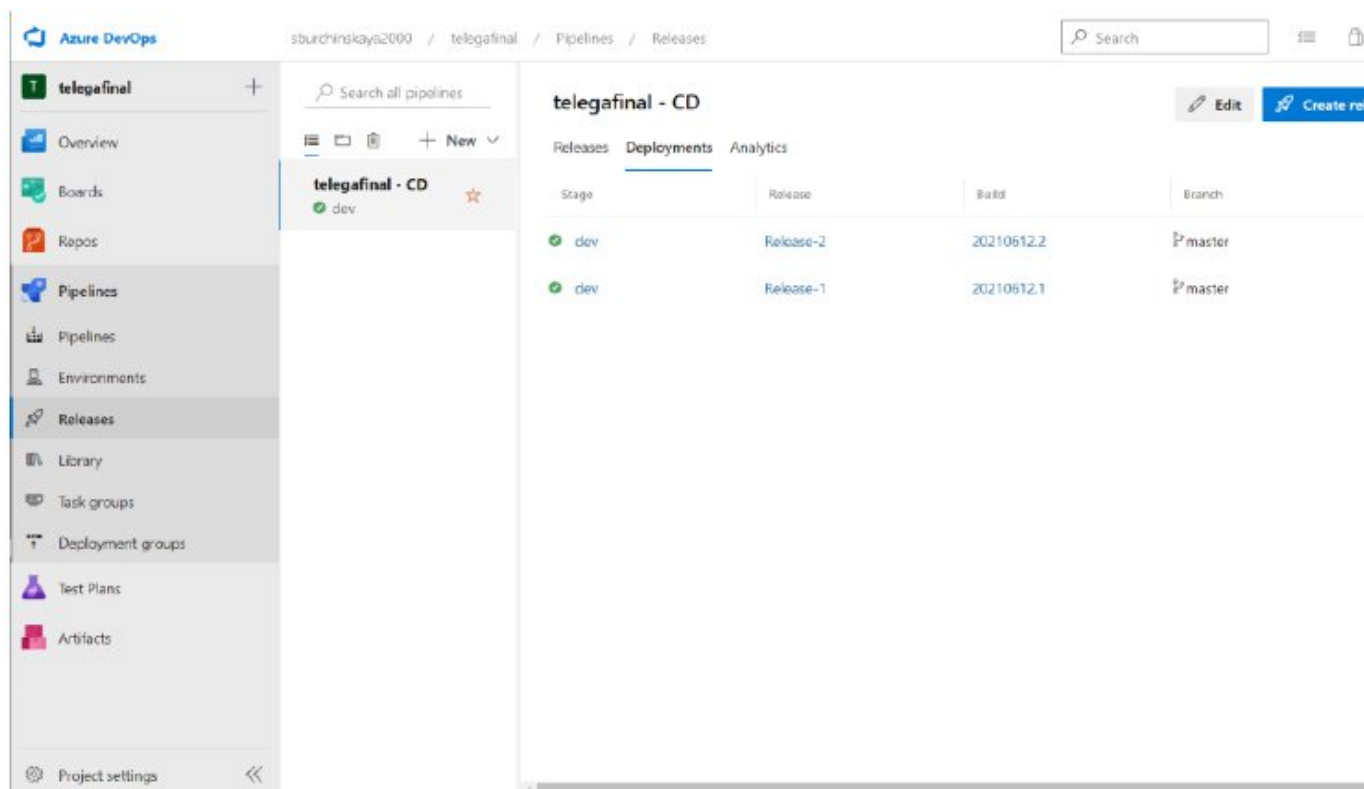 Azure DevOps
sburchinskaya2000 / telegafinal / Pipelines / Releases
Search
T telegafinal
Overview
Boards
Repos
Pipelines
Pipelines
Environments
Releases
Library
Task groups
Deployment groups
Test Plans
Artifacts
Project settings
Search all pipelines
New
telegafinal - CD
dev
telegafinal - CD
Edit
Create re
Releases Deployments Analytics
Stage Release Build Branch
dev Release-2 20210612.2 master
dev Release-1 20210612.1 master